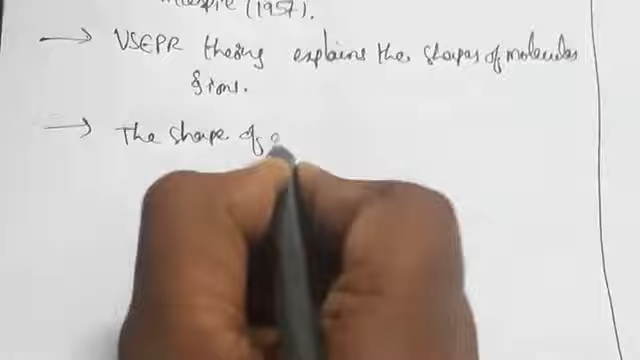 (1957).
→ VSEPR theory explains the shapes of molecules
& ions.
→ The shape of